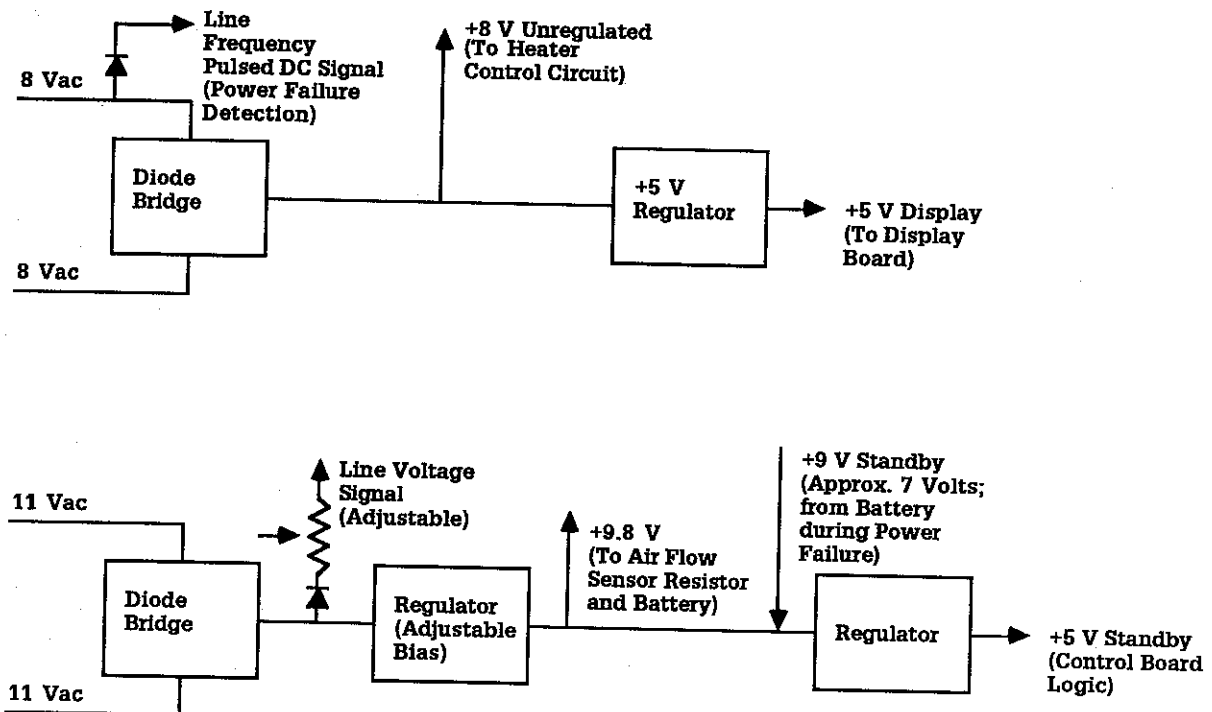 Line
Frequency
Pulsed DC Signal
(Power Failure
Detection)
+8 V Unregulated
(To Heater
Control Circuit)
8 Vac
Diode
Bridge
+5 V
Regulator
+5 V Display
(To Display
Board)
8 Vac
Line Voltage
Signal
(Adjustable)
+9 V Standby
(Approx. 7 Volts;
from Battery
during Power
Failure)
11 Vac
+9.8 V
(To Air Flow
Sensor Resistor
and Battery)
Diode
Bridge
Regulator
(Adjustable
Bias)
Regulator
+5 V Standby
(Control Board
Logic)
11 Vac